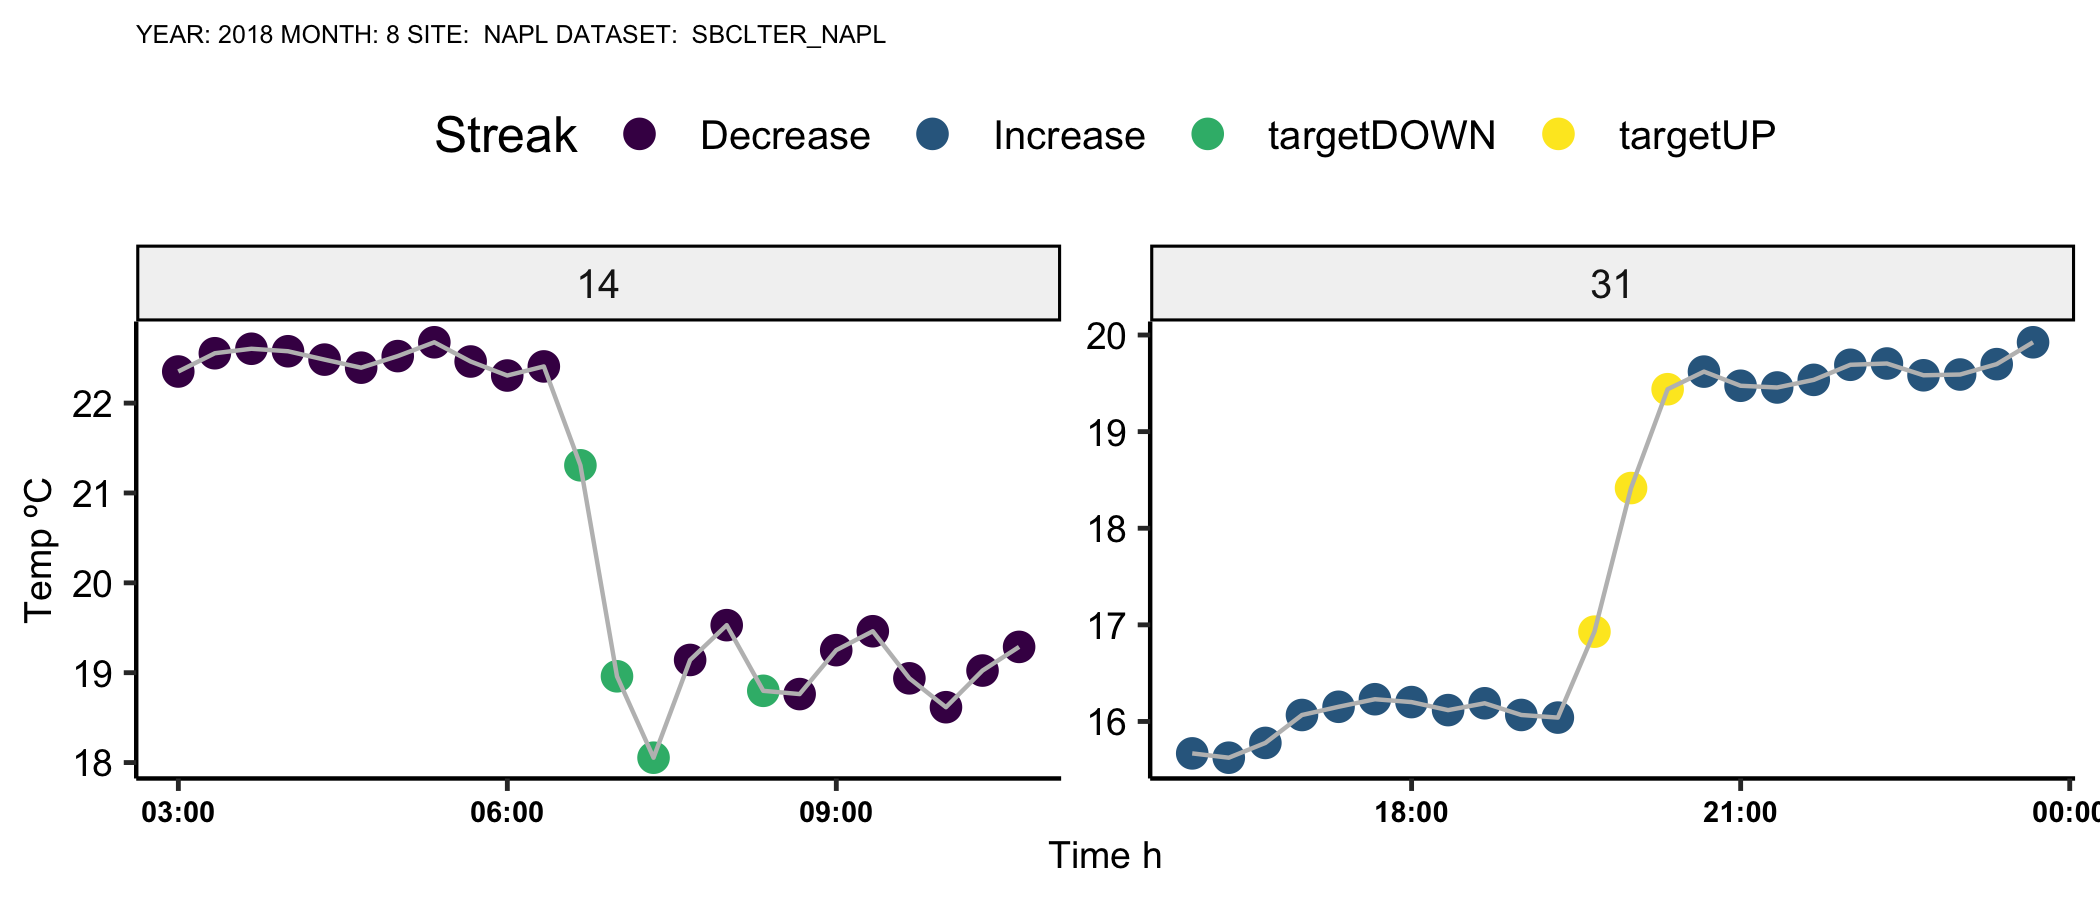 YEAR: 2018 MONTH: 8 SITE:  NAPL DATASET:  SBCLTER_NAPL
Streak Decrease Increase targetDOWN targetUP
14
31
22
21
20
19
18
Temp ºC
03:00 06:00 09:00
20
19
18
17
16
18:00 21:00 00:00
Time h